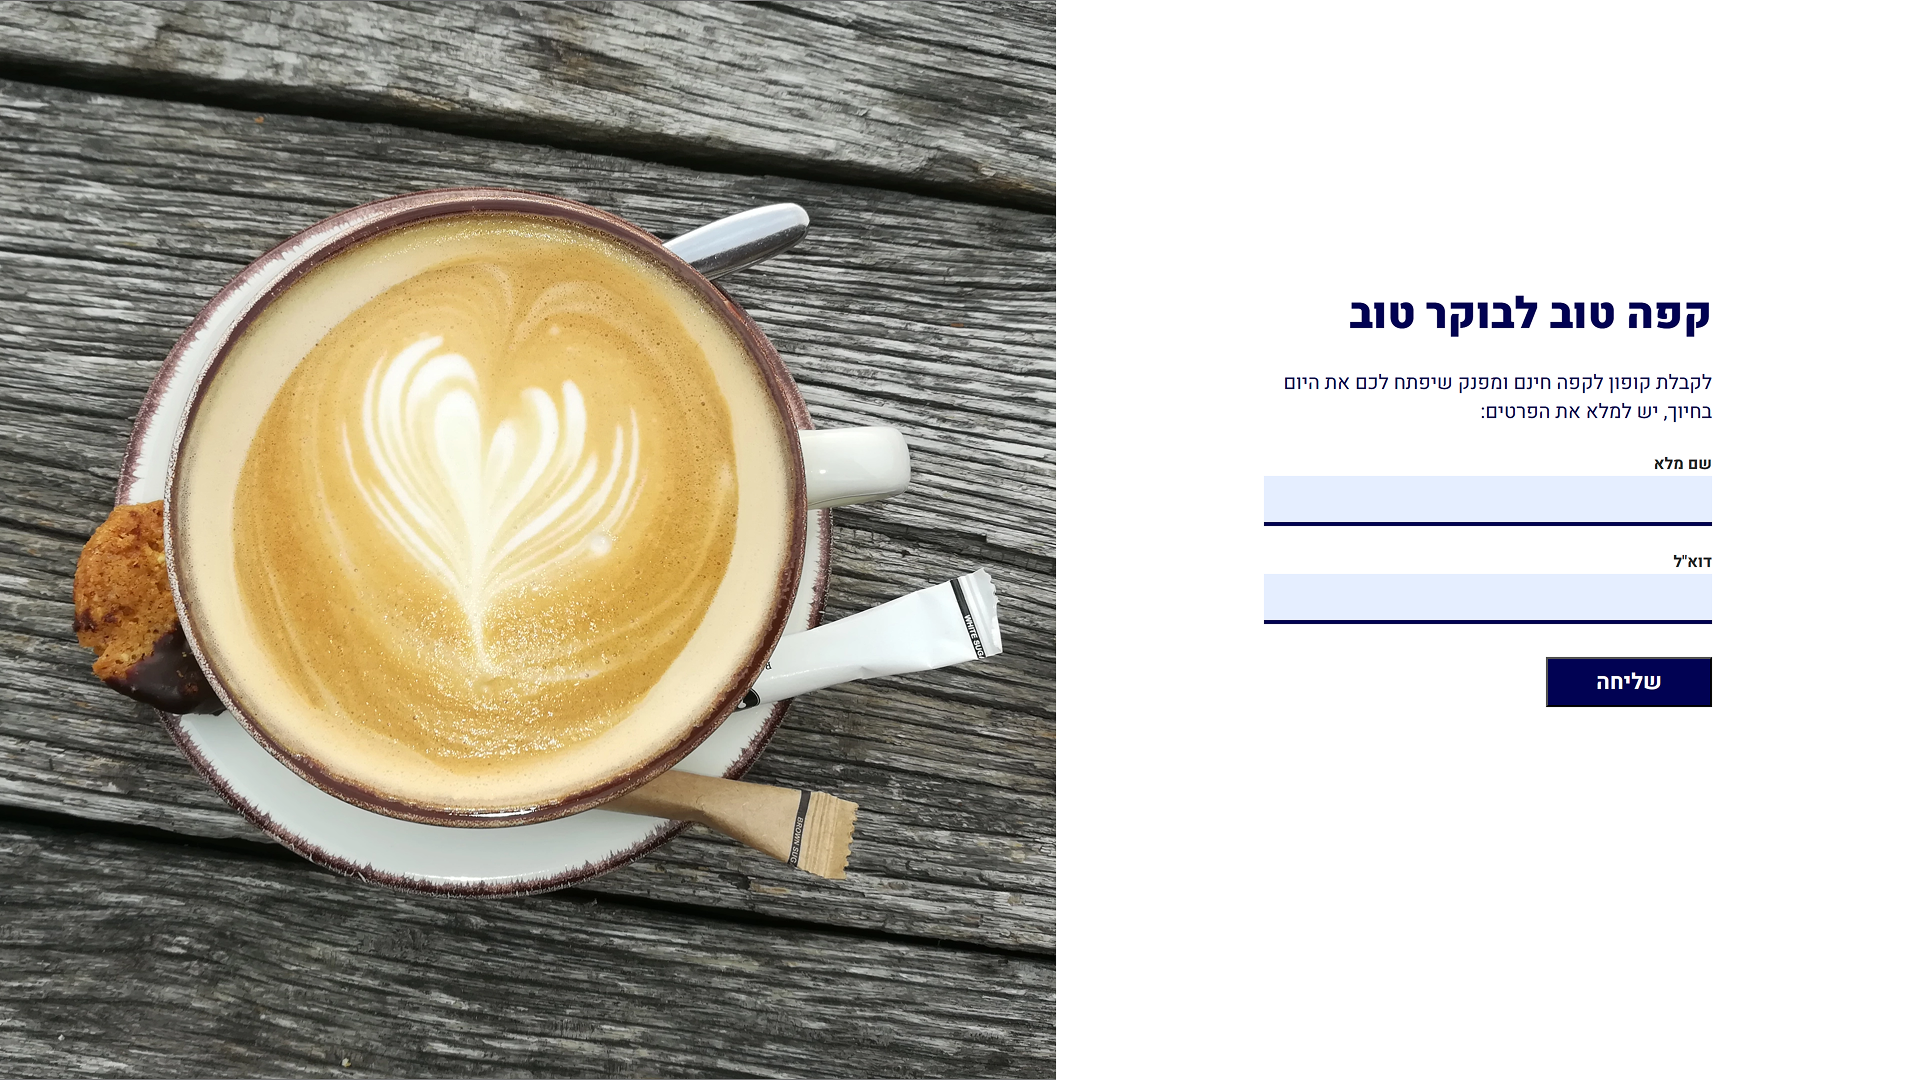 קפה טוב לבוקר טוב
לקבלת קופון לקפה חינם ומפנק שיפתח לכם את היום
בחיוך, יש למלא את הפרטים:
שם מלא
דוא"ל
שליחה
WHITE SUG
BROWN SUG